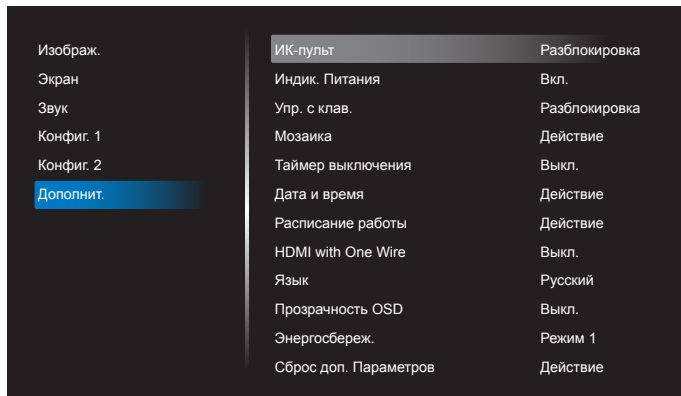 Изображ.
Экран
Звук
Конфиг. 1
Конфиг. 2
Дополнит.
ИК-пульт Разблокировка
Индик. Питания Вкл.
Упр. с клав. Разблокировка
Мозаика Действие
Таймер выключения Выкл.
Дата и время Действие
Расписание работы Действие
HDMI with One Wire Выкл.
Язык Русский
Прозрачность OSD Выкл.
Энергосбереж. Режим 1
Сброс доп. Параметров Действие